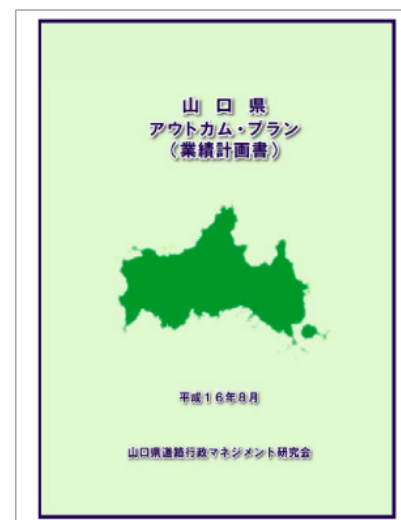 山 口 県
アウトカム・プラン
（業績計画書）
平成１６年８月
山口県道路行政マネジメント研究会